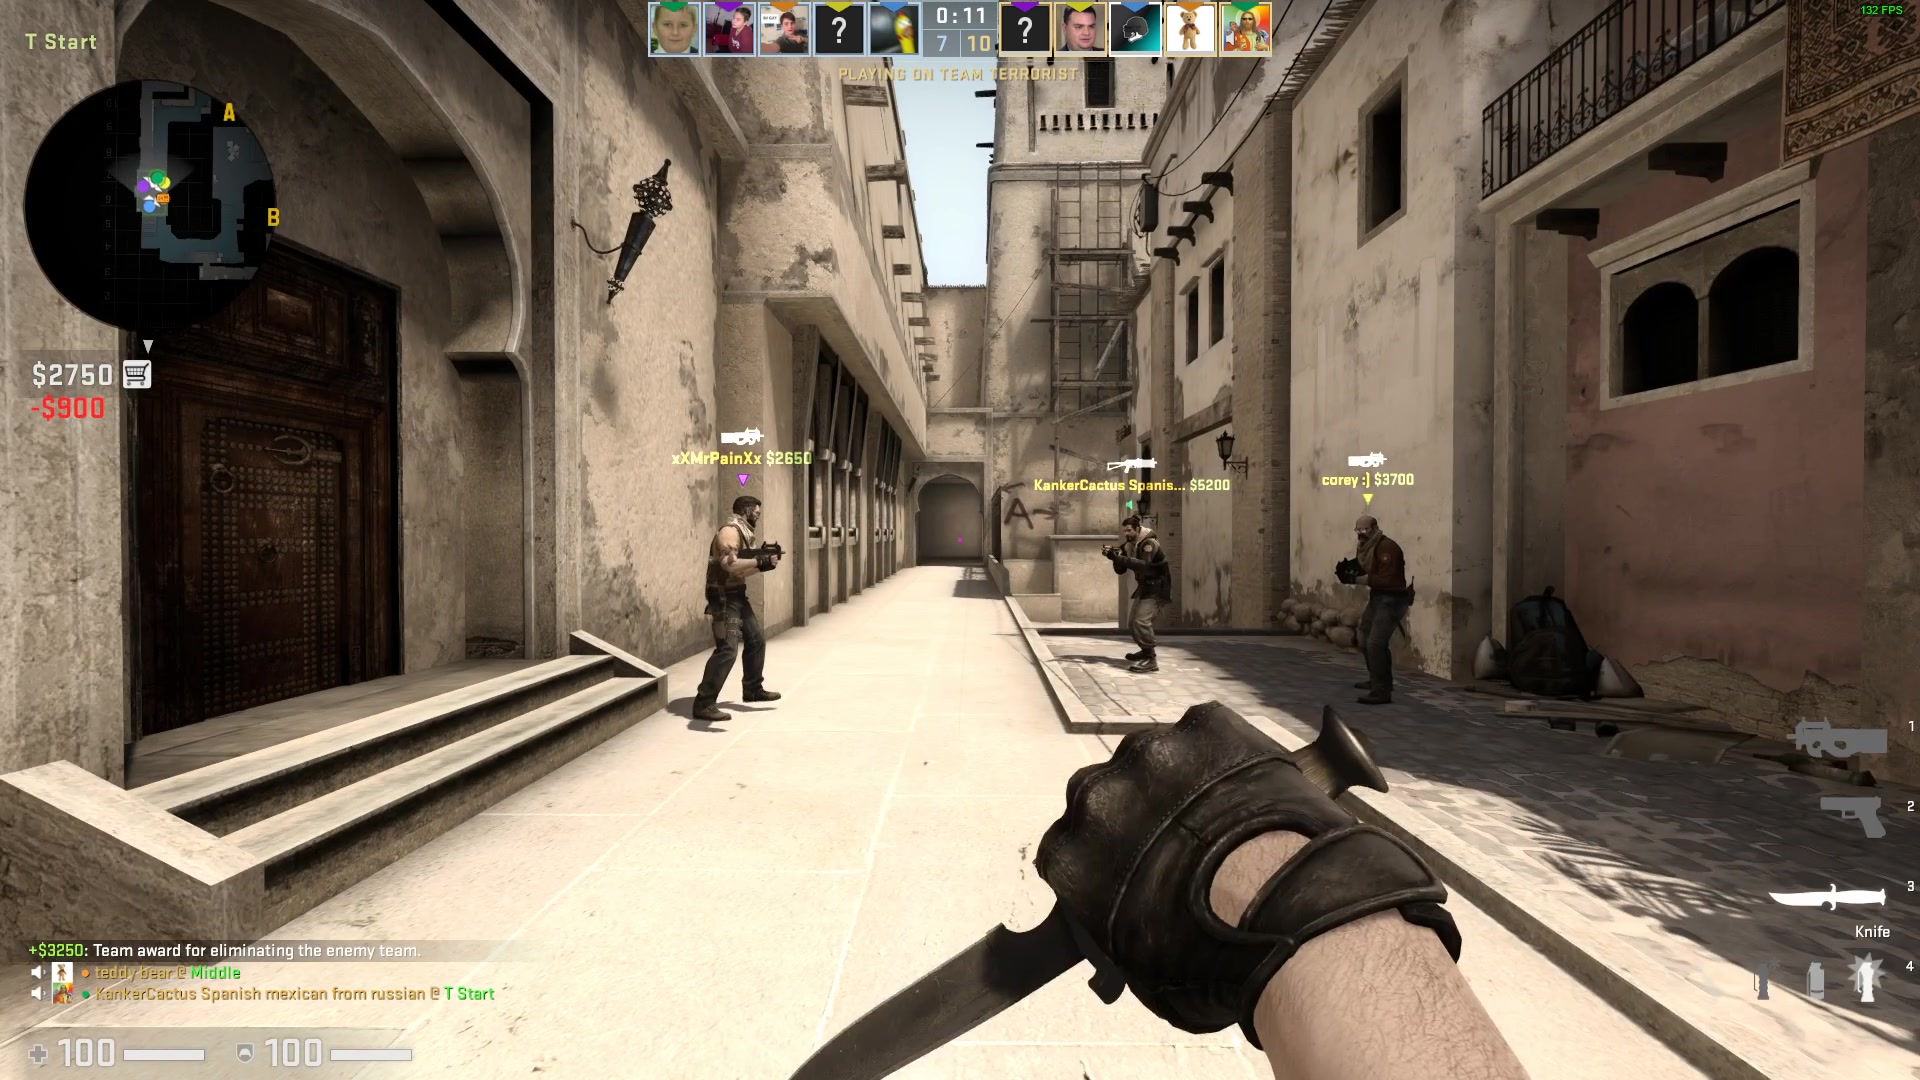 132 FPS
T Start
? 0:11 ?
7 10
PLAYING ON TEAM TERRORIST
A
B
$2750
-$900
xXMrPainXx $2650
KankerCactus Spanis... $5200
corey :] $3700
A
1
2
3
Knife
4
+$3250: Team award for eliminating the enemy team.
teddy bear @ Middle
KankerCactus Spanish mexican from russian @ T Start
100 100